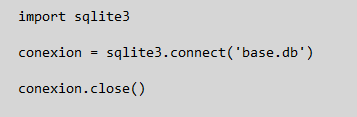 import sqlite3
conexion = sqlite3.connect('base.db')
conexion.close()